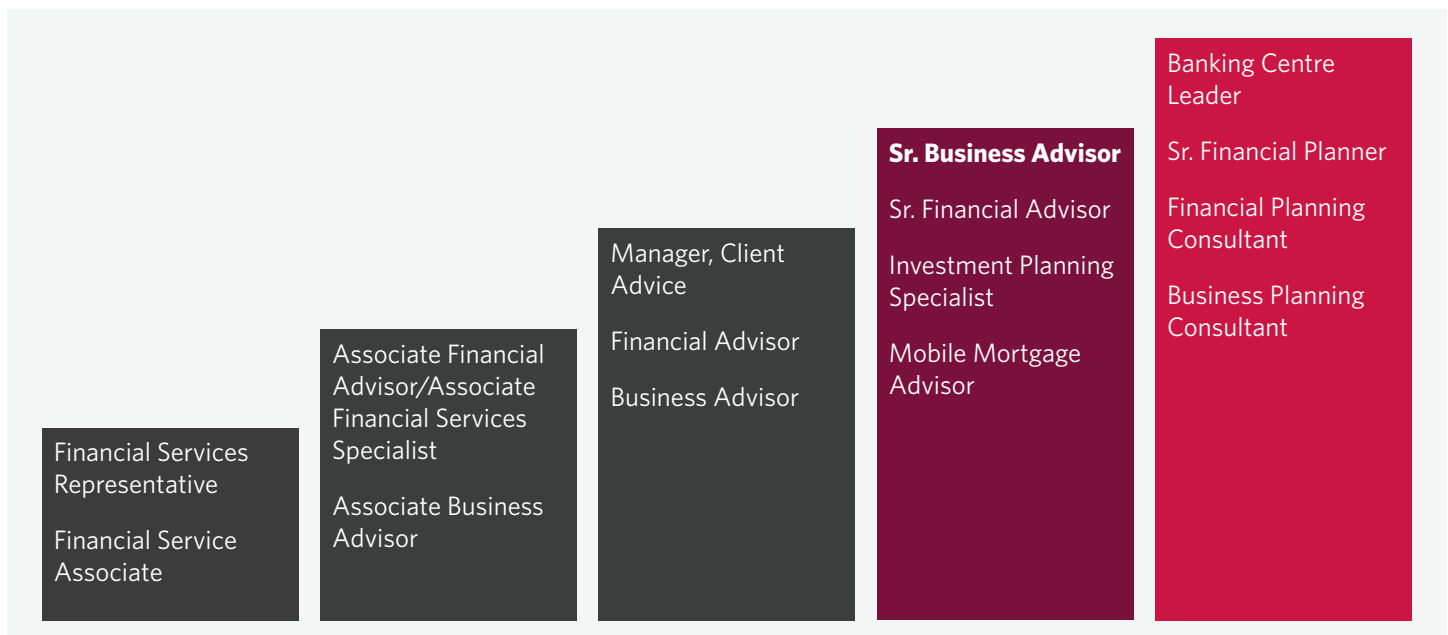 Financial Services
Representative
Financial Service
Associate
Associate Financial
Advisor/Associate
Financial Services
Specialist
Associate Business
Advisor
Manager, Client
Advice
Financial Advisor
Business Advisor
Sr. Business Advisor
Sr. Financial Advisor
Investment Planning
Specialist
Mobile Mortgage
Advisor
Banking Centre
Leader
Sr. Financial Planner
Financial Planning
Consultant
Business Planning
Consultant